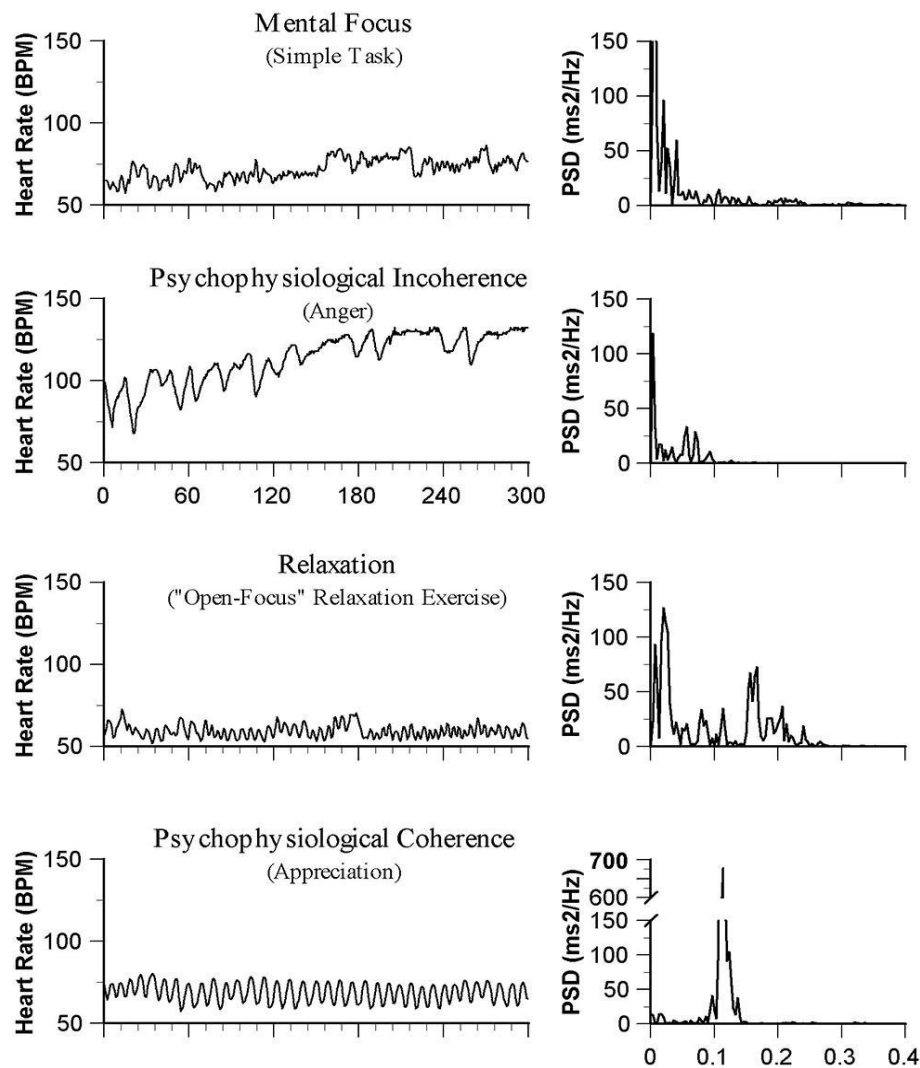 Mental Focus
(Simple Task)
Heart Rate (BPM)
150
100
50
PSD (ms2/Hz)
150
100
50
0
Psychophysiological Incoherence
(Anger)
Heart Rate (BPM)
150
100
50
0 60 120 180 240 300
PSD (ms2/Hz)
150
100
50
0
Relaxation
("Open-Focus" Relaxation Exercise)
Heart Rate (BPM)
150
100
50
PSD (ms2/Hz)
150
100
50
0
Psychophysiological Coherence
(Appreciation)
Heart Rate (BPM)
150
100
50
PSD (ms2/Hz)
700
600
150
100
50
0
0 0.1 0.2 0.3 0.4